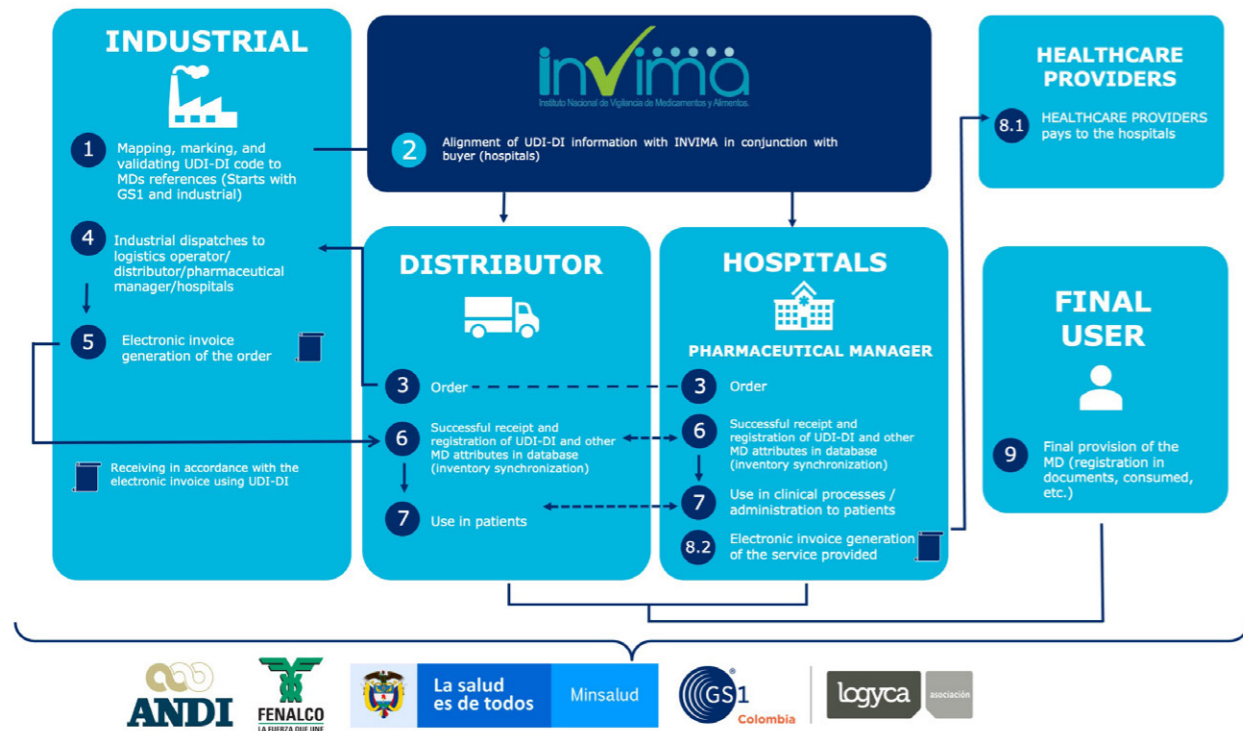 INDUSTRIAL
1
Mapping, marking, and
validating UDI-DI code to
MDs references (Starts with
GS1 and industrial)
4
Industrial dispatches to
logistics operator/
distributor/pharmaceutical
manager/hospitals
5
Electronic invoice
generation of the order
Receiving in accordance with the
electronic invoice using UDI-DI
invima
Instituto Nacional de Vigilancia de Medicamentos y Alimentos.
2
Alignment of UDI-DI information with INVIMA in conjunction with
buyer (hospitals)
DISTRIBUTOR
3
Order
6
Successful receipt and
registration of UDI-DI and other
MD attributes in database
(inventory synchronization)
7
Use in patients
HOSPITALS
PHARMACEUTICAL MANAGER
3
Order
6
Successful receipt and
registration of UDI-DI and other
MD attributes in database
(inventory synchronization)
7
Use in clinical processes /
administration to patients
8.2
Electronic invoice generation
of the service provided
HEALTHCARE
PROVIDERS
8.1
HEALTHCARE PROVIDERS
pays to the hospitals
FINAL
USER
9
Final provision of the
MD (registration in
documents, consumed,
etc.)
ANDI
FENALCO
LA FUERZA QUE UNE
La salud
es de todos
Minsalud
GS1
®
Colombia
logyca
asociación